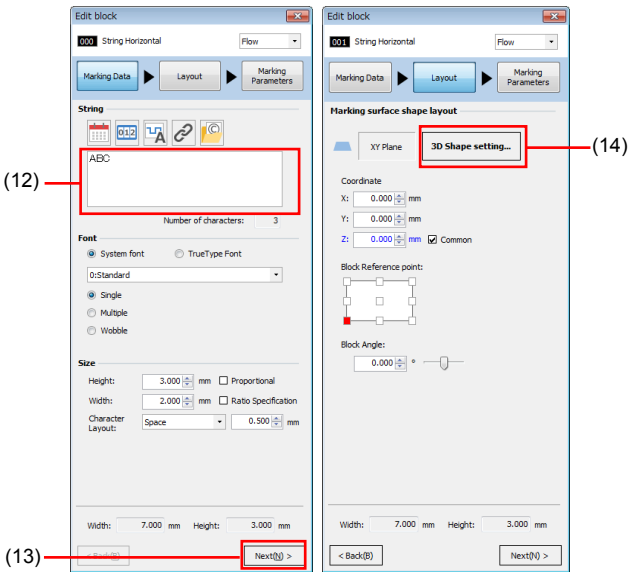 Edit block
000 String Horizontal Flow
Marking Data Layout Marking Parameters
String
012 A ©
(12)
ABC
Number of characters: 3
Font
System font TrueType Font
0:Standard
Single
Multiple
Wobble
Size
Height: 3.000 mm Proportional
Width: 2.000 mm Ratio Specification
Character Layout: Space 0.500 mm
Width: 7.000 mm Height: 3.000 mm
(13)
< Back(B) Next(N) >
Edit block
001 String Horizontal Flow
Marking Data Layout Marking Parameters
Marking surface shape layout
XY Plane 3D Shape setting...
(14)
Coordinate
X: 0.000 mm
Y: 0.000 mm
Z: 0.000 mm Common
Block Reference point:
Block Angle:
0.000 °
Width: 7.000 mm Height: 3.000 mm
< Back(B) Next(N) >